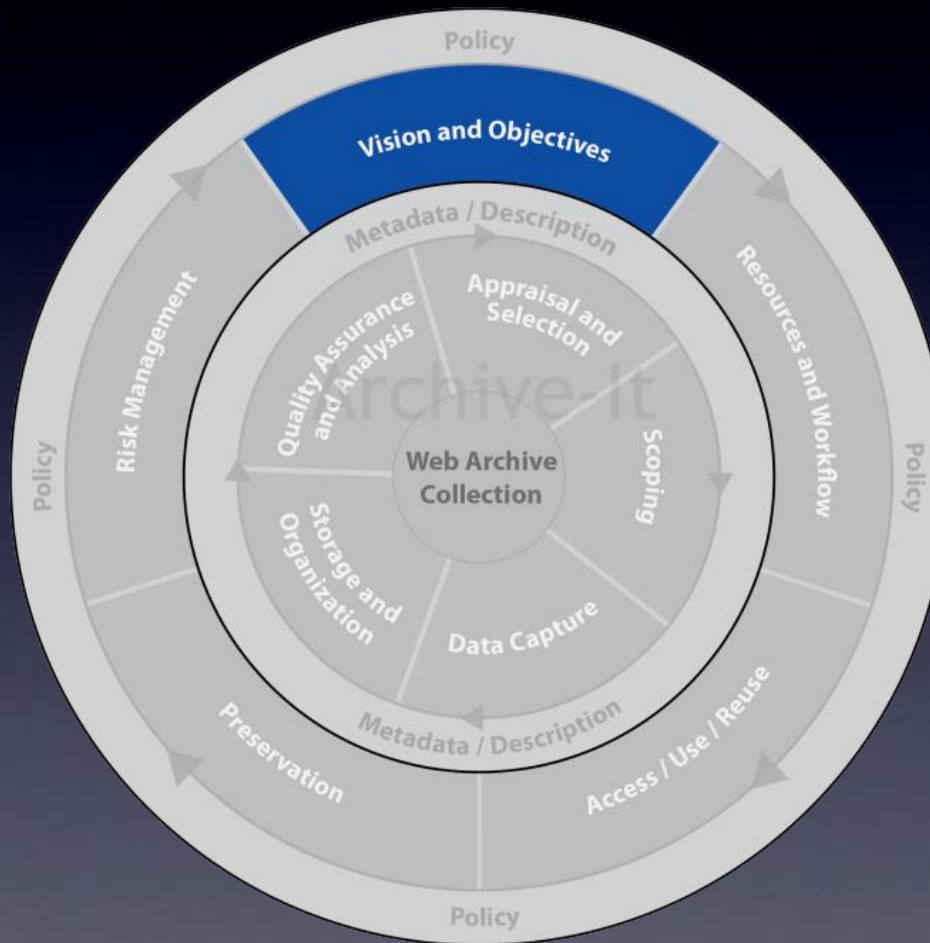 Policy
Vision and Objectives
Metadata / Description
Risk Management
Resources and Workflow
Quality Assurance
and Analysis
Appraisal and
Selection
Archive-It
Policy
Policy
Web Archive
Collection
Scoping
Storage and
Organization
Data Capture
Metadata / Description
Preservation
Access / Use / Reuse
Policy